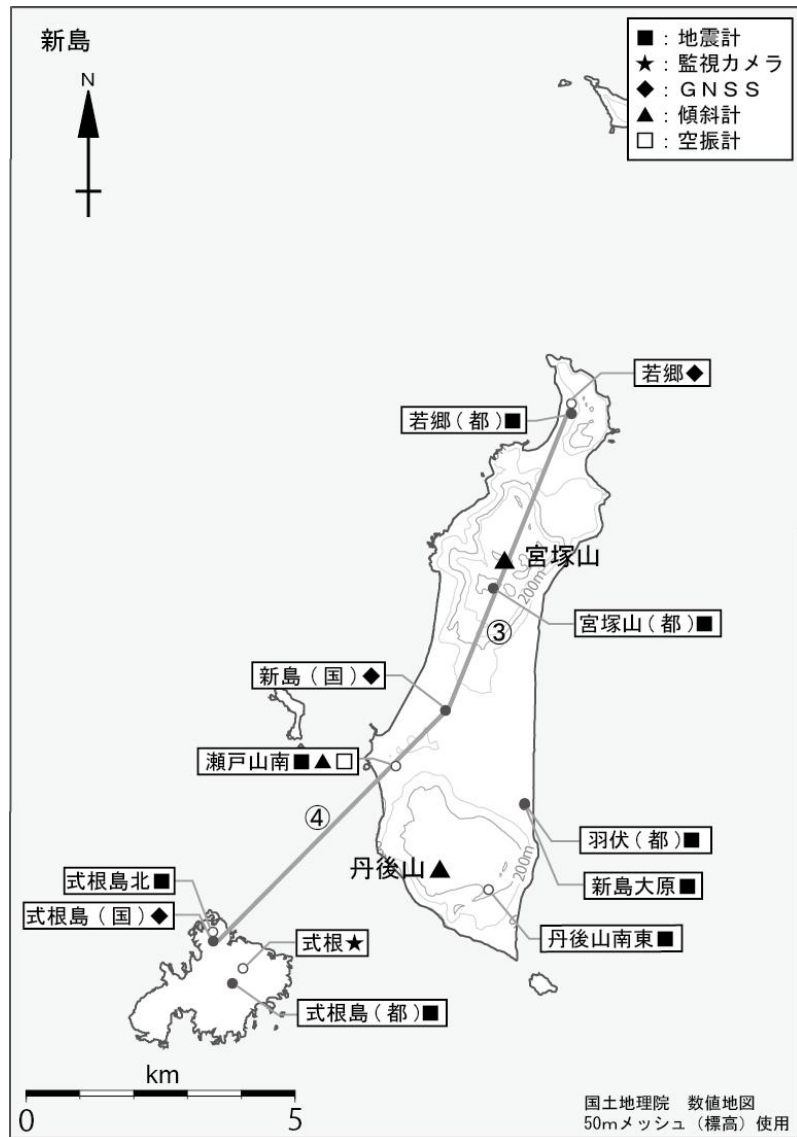 新島
N
■：地震計
★：監視カメラ
◆：ＧＮＳＳ
▲：傾斜計
□：空振計
若郷◆
若郷(都)■
宮塚山
200m
宮塚山(都)■
③
新島(国)◆
瀬戸山南■▲□
④
羽伏(都)■
200m
丹後山
新島大原■
式根島北■
式根島(国)◆
式根★
丹後山南東■
式根島(都)■
km
0 5
国土地理院　数値地図
50mメッシュ（標高）使用